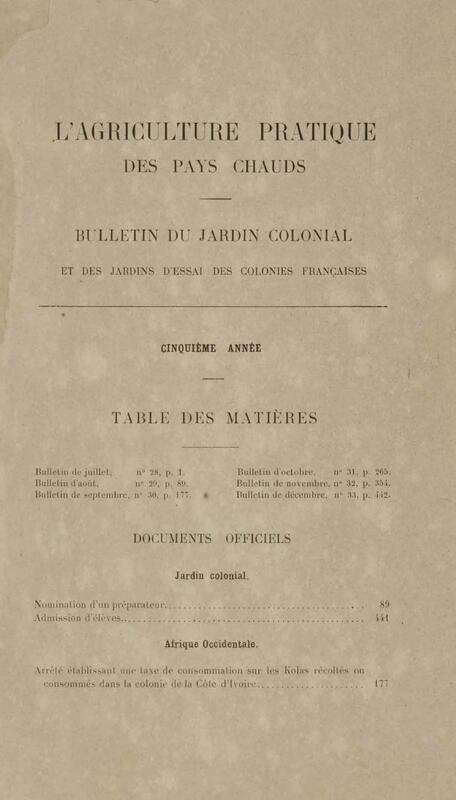 L'AGRICULTURE PRATIQUE
DES PAYS CHAUDS
BULLETIN DU JARDIN COLONIAL
ET DES JARDINS D'ESSAI DES COLONIES FRANÇAISES
CINQUIÈME ANNÉE
TABLE DES MATIÈRES
Bulletin de juillet, n° 28, p. 1.
Bulletin d'août, n° 29, p. 89.
Bulletin de septembre, n° 30, p. 177.
Bulletin d'octobre, n° 31, p. 265.
Bulletin de novembre, n° 32, p. 354.
Bulletin de décembre, n° 33, p. 442.
DOCUMENTS OFFICIELS
Jardin colonial.
Nomination d'un préparateur.......... 89
Admission d'élèves.......... 441
Afrique Occidentale.
Arrêté établissant une taxe de consommation sur les Kolas récoltés ou
consommés dans la colonie de la Côte d'Ivoire.......... 177